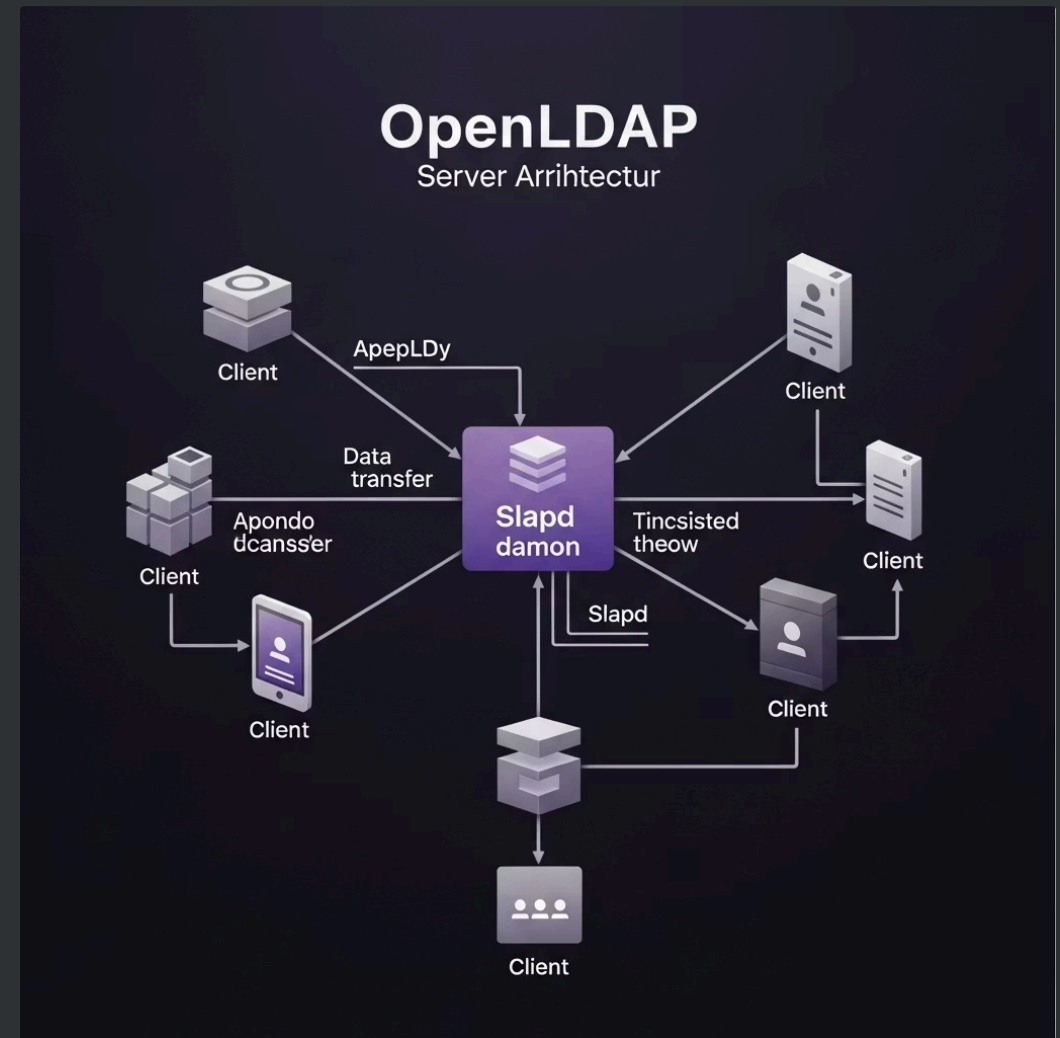 OpenLDAP
Server Arrihtectur
Client
ApepLDy
Client
Data
transfer
Slapd
damon
Apondo
dcanss'er
Tincsisted
theow
Client
Client
Slapd
Client
Client
Client